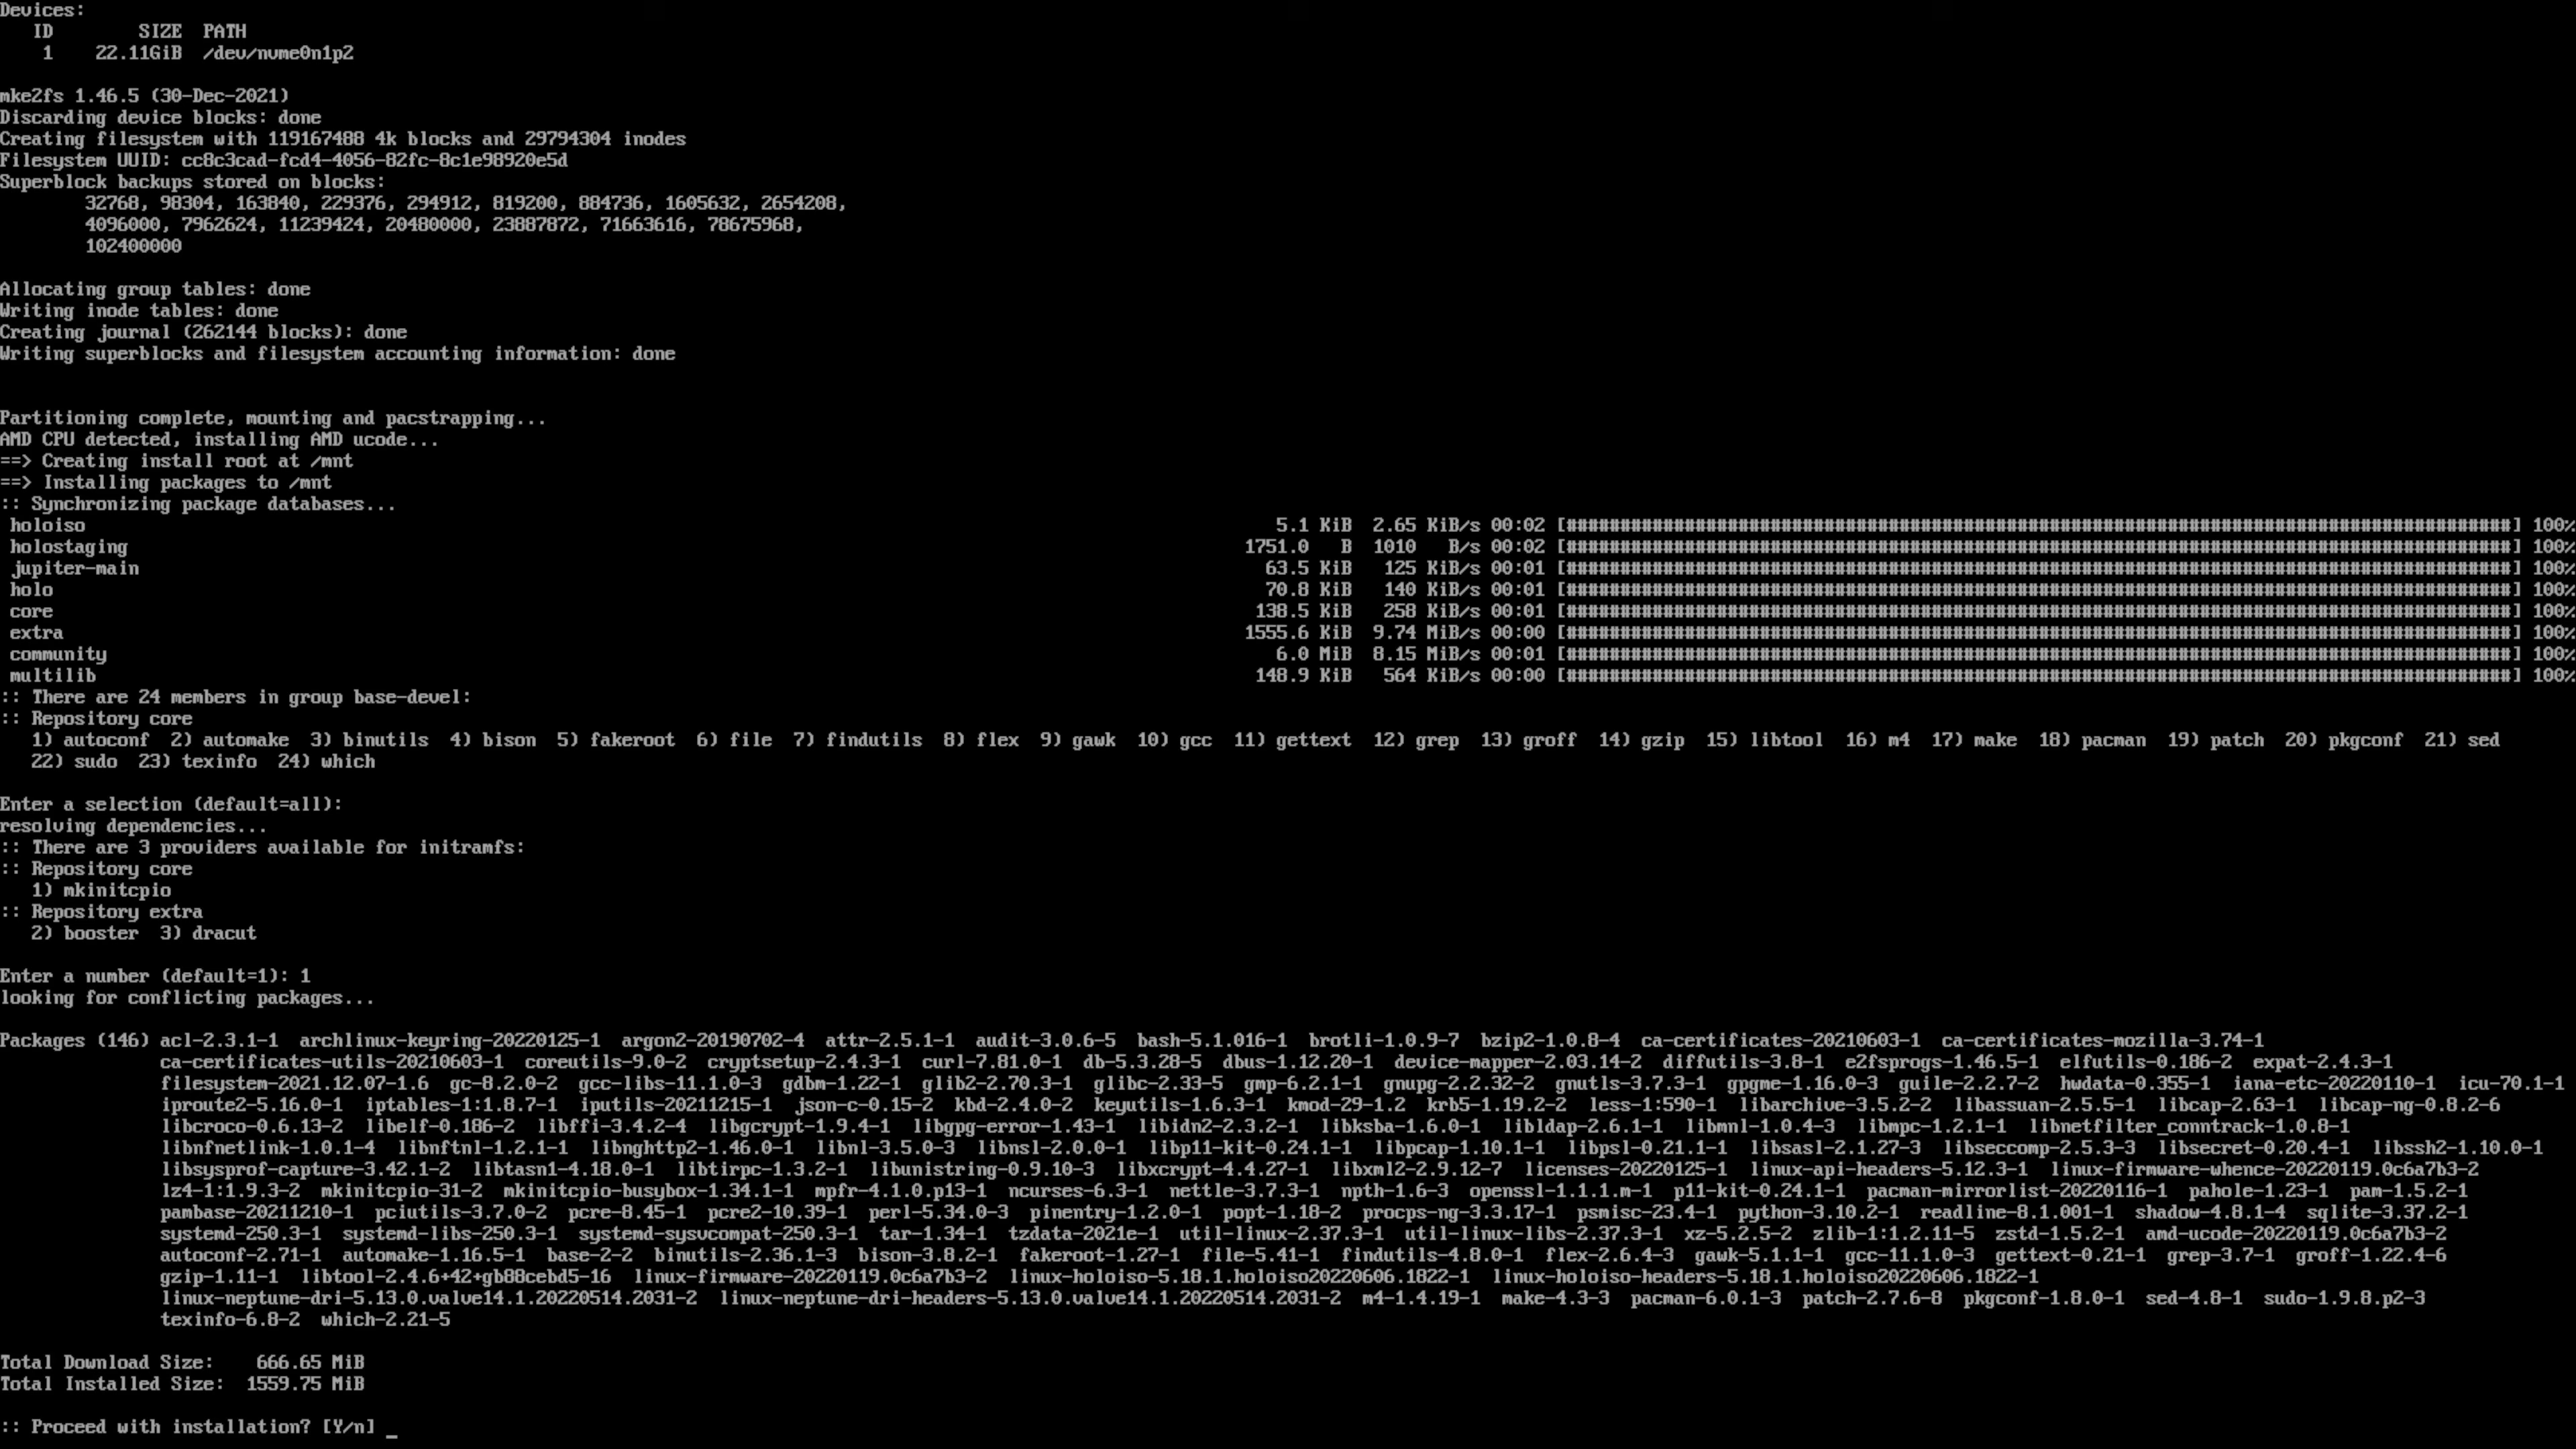 Devices:
ID SIZE PATH
1 22.11GiB /dev/nvme0n1p2
mke2fs 1.46.5 (30-Dec-2021)
Discarding device blocks: done
Creating filesystem with 119167488 4k blocks and 29794304 inodes
Filesystem UUID: cc8c3cad-fcd4-4056-82fc-8c1e98920e5d
Superblock backups stored on blocks:
32768, 98304, 163840, 229376, 294912, 819200, 884736, 1605632, 2654208,
4096000, 7962624, 11239424, 20480000, 23887872, 71663616, 78675968,
102400000
Allocating group tables: done
Writing inode tables: done
Creating journal (262144 blocks): done
Writing superblocks and filesystem accounting information: done
Partitioning complete, mounting and pacstrapping...
AMD CPU detected, installing AMD ucode...
==> Creating install root at /mnt
==> Installing packages to /mnt
:: Synchronizing package databases...
holoiso 5.1 KiB 2.65 KiB/s 00:02 [########################################################################################] 100%
holostaging 1751.0 B 1010 B/s 00:02 [########################################################################################] 100%
jupiter-main 63.5 KiB 125 KiB/s 00:01 [########################################################################################] 100%
holo 70.8 KiB 140 KiB/s 00:01 [########################################################################################] 100%
core 138.5 KiB 258 KiB/s 00:01 [########################################################################################] 100%
extra 1555.6 KiB 9.74 MiB/s 00:00 [########################################################################################] 100%
community 6.0 MiB 8.15 MiB/s 00:01 [########################################################################################] 100%
multilib 148.9 KiB 564 KiB/s 00:00 [########################################################################################] 100%
:: There are 24 members in group base-devel:
:: Repository core
1) autoconf 2) automake 3) binutils 4) bison 5) fakeroot 6) file 7) findutils 8) flex 9) gawk 10) gcc 11) gettext 12) grep 13) groff 14) gzip 15) libtool 16) m4 17) make 18) pacman 19) patch 20) pkgconf 21) sed
22) sudo 23) texinfo 24) which
Enter a selection (default=all):
resolving dependencies...
:: There are 3 providers available for initramfs:
:: Repository core
1) mkinitcpio
:: Repository extra
2) booster 3) dracut
Enter a number (default=1): 1
looking for conflicting packages...
Packages (146) acl-2.3.1-1 archlinux-keyring-20220125-1 argon2-20190702-4 attr-2.5.1-1 audit-3.0.6-5 bash-5.1.016-1 brotli-1.0.9-7 bzip2-1.0.8-4 ca-certificates-20210603-1 ca-certificates-mozilla-3.74-1
ca-certificates-utils-20210603-1 coreutils-9.0-2 cryptsetup-2.4.3-1 curl-7.81.0-1 db-5.3.28-5 dbus-1.12.20-1 device-mapper-2.03.14-2 diffutils-3.8-1 e2fsprogs-1.46.5-1 elfutils-0.186-2 expat-2.4.3-1
filesystem-2021.12.07-1.6 gc-8.2.0-2 gcc-libs-11.1.0-3 gdbm-1.22-1 glib2-2.70.3-1 glibc-2.33-5 gmp-6.2.1-1 gnupg-2.2.32-2 gnutls-3.7.3-1 gpgme-1.16.0-3 guile-2.2.7-2 hwdata-0.355-1 iana-etc-20220110-1 icu-70.1-1
iproute2-5.16.0-1 iptables-1:1.8.7-1 iputils-20211215-1 json-c-0.15-2 kbd-2.4.0-2 keyutils-1.6.3-1 kmod-29-1.2 krb5-1.19.2-2 less-1:590-1 libarchive-3.5.2-2 libassuan-2.5.5-1 libcap-2.63-1 libcap-ng-0.8.2-6
libcroco-0.6.13-2 libelf-0.186-2 libffi-3.4.2-4 libgcrypt-1.9.4-1 libgpg-error-1.43-1 libidn2-2.3.2-1 libksba-1.6.0-1 libldap-2.6.1-1 libmnl-1.0.4-3 libmpc-1.2.1-1 libnetfilter_conntrack-1.0.8-1
libnfnetlink-1.0.1-4 libnftnl-1.2.1-1 libnghttp2-1.46.0-1 libnl-3.5.0-3 libnsl-2.0.0-1 libp11-kit-0.24.1-1 libpcap-1.10.1-1 libpsl-0.21.1-1 libsasl-2.1.27-3 libseccomp-2.5.3-3 libsecret-0.20.4-1 libssh2-1.10.0-1
libsysprof-capture-3.42.1-2 libtasn1-4.18.0-1 libtirpc-1.3.2-1 libunistring-0.9.10-3 libxcrypt-4.4.27-1 libxml2-2.9.12-7 licenses-20220125-1 linux-api-headers-5.12.3-1 linux-firmware-whence-20220119.0c6a7b3-2
lz4-1:1.9.3-2 mkinitcpio-31-2 mkinitcpio-busybox-1.34.1-1 mpfr-4.1.0.p13-1 ncurses-6.3-1 nettle-3.7.3-1 npth-1.6-3 openssl-1.1.1.m-1 p11-kit-0.24.1-1 pacman-mirrorlist-20220116-1 pahole-1.23-1 pam-1.5.2-1
pambase-20211210-1 pciutils-3.7.0-2 pcre-8.45-1 pcre2-10.39-1 perl-5.34.0-3 pinentry-1.2.0-1 popt-1.18-2 procps-ng-3.3.17-1 psmisc-23.4-1 python-3.10.2-1 readline-8.1.001-1 shadow-4.8.1-4 sqlite-3.37.2-1
systemd-250.3-1 systemd-libs-250.3-1 systemd-sysvcompat-250.3-1 tar-1.34-1 tzdata-2021e-1 util-linux-2.37.3-1 util-linux-libs-2.37.3-1 xz-5.2.5-2 zlib-1:1.2.11-5 zstd-1.5.2-1 amd-ucode-20220119.0c6a7b3-2
autoconf-2.71-1 automake-1.16.5-1 base-2-2 binutils-2.36.1-3 bison-3.8.2-1 fakeroot-1.27-1 file-5.41-1 findutils-4.8.0-1 flex-2.6.4-3 gawk-5.1.1-1 gcc-11.1.0-3 gettext-0.21-1 grep-3.7-1 groff-1.22.4-6
gzip-1.11-1 libtool-2.4.6+42+gb88cebd5-16 linux-firmware-20220119.0c6a7b3-2 linux-holoiso-5.18.1.holoiso20220606.1822-1 linux-holoiso-headers-5.18.1.holoiso20220606.1822-1
linux-neptune-dri-5.13.0.valve14.1.20220514.2031-2 linux-neptune-dri-headers-5.13.0.valve14.1.20220514.2031-2 m4-1.4.19-1 make-4.3-3 pacman-6.0.1-3 patch-2.7.6-8 pkgconf-1.8.0-1 sed-4.8-1 sudo-1.9.8.p2-3
texinfo-6.8-2 which-2.21-5
Total Download Size: 666.65 MiB
Total Installed Size: 1559.75 MiB
:: Proceed with installation? [Y/n] _